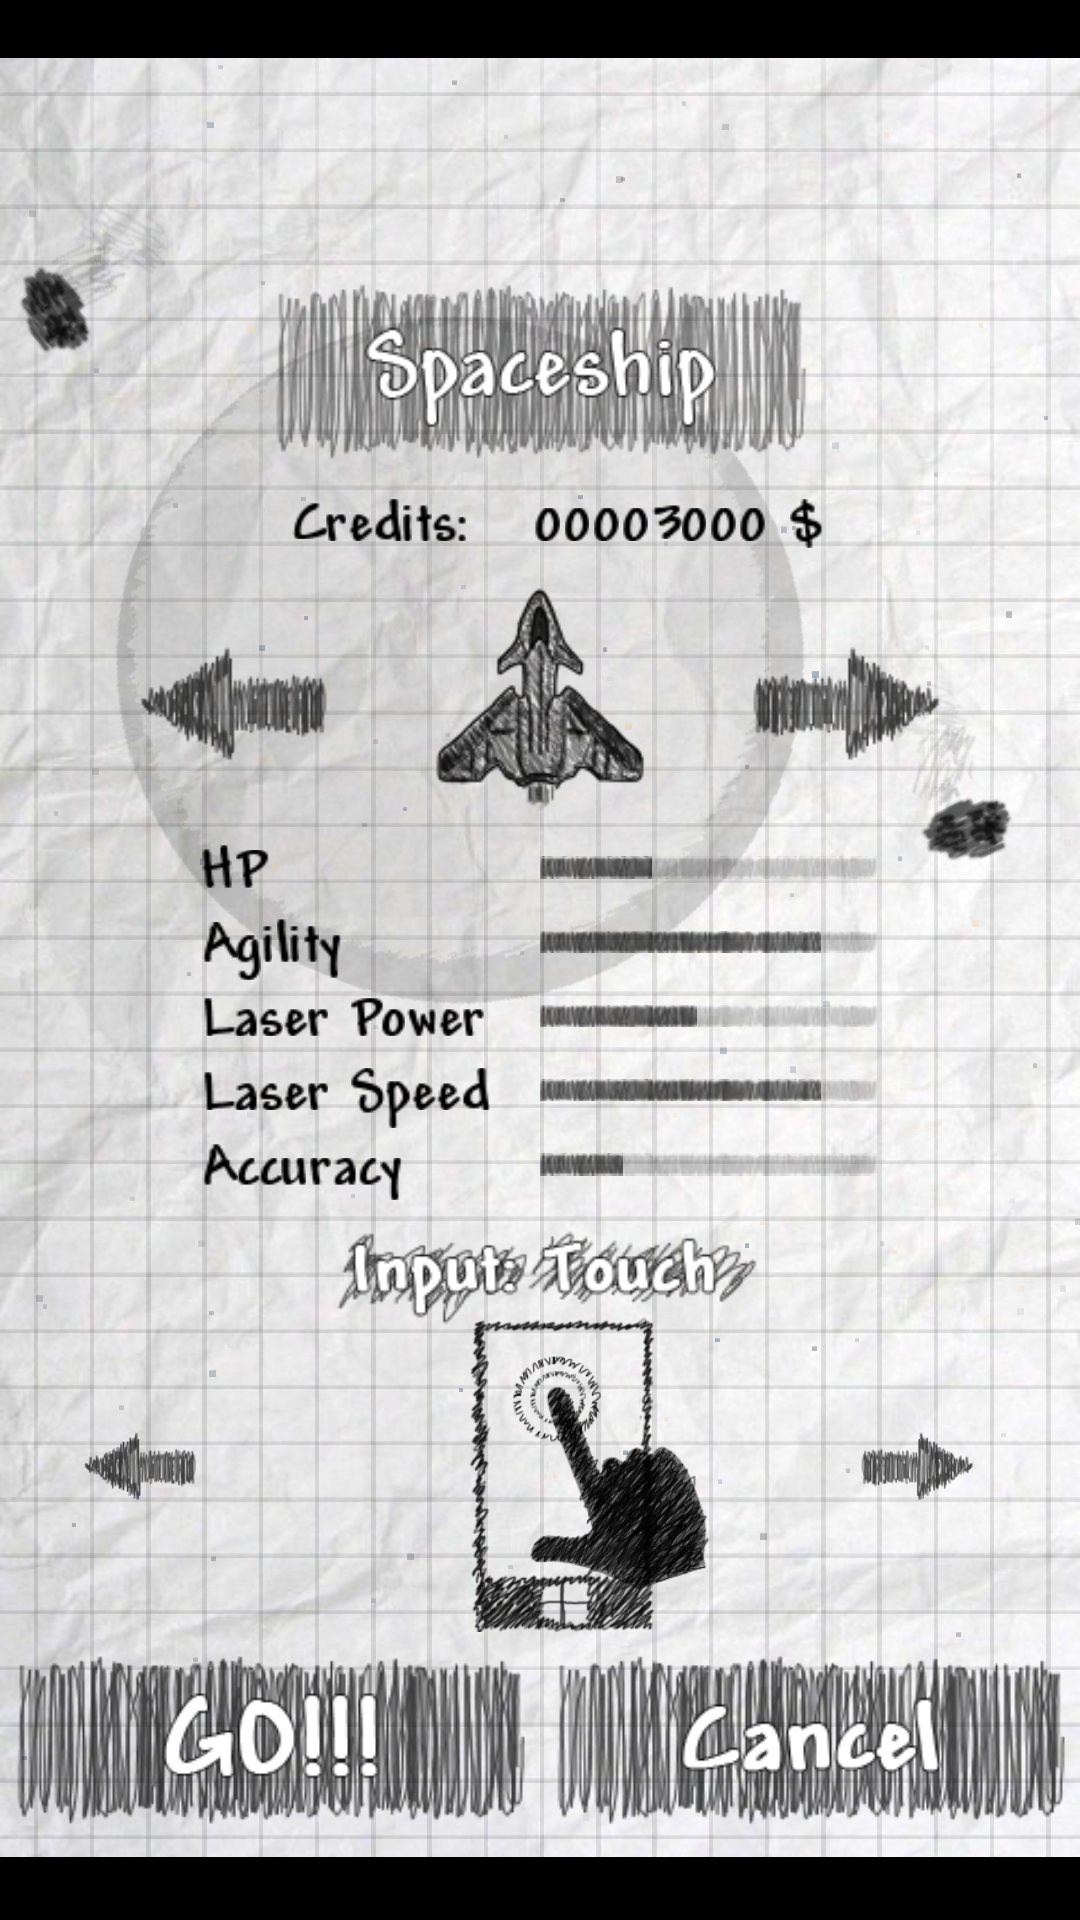 Spaceship
Credits: 00003000 $
HP
Agility
Laser Power
Laser Speed
Accuracy
Input: Touch
GO!!! Cancel